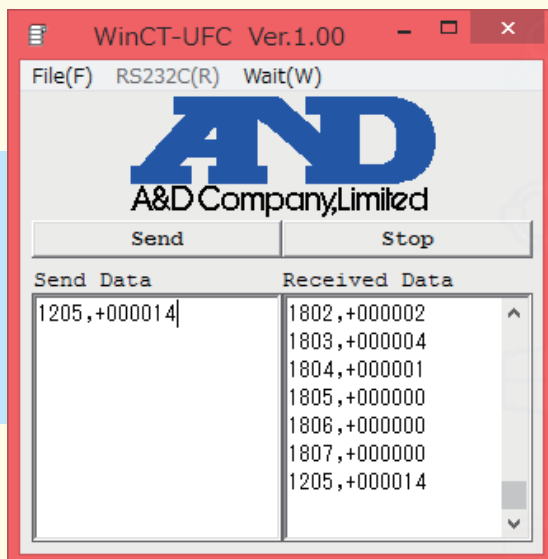 WinCT-UFC Ver.1.00
File(F) RS232C(R) Wait(W)
AND
A&D Company,Limited
Send Stop
Send Data Received Data
1205,+000014
1802,+000002
1803,+000004
1804,+000001
1805,+000000
1806,+000000
1807,+000000
1205,+000014